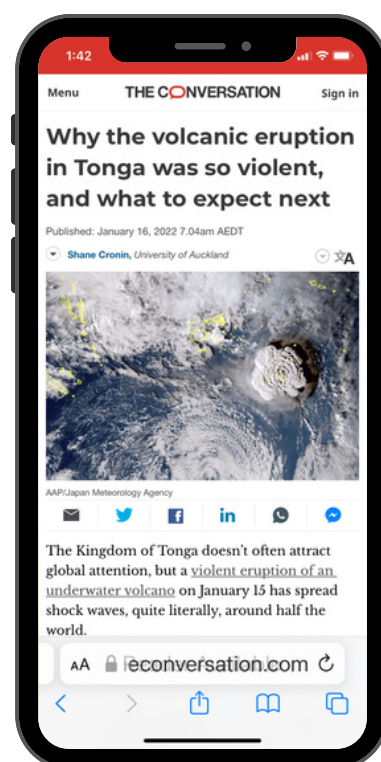 1:42
Menu THE CONVERSATION Sign in
Why the volcanic eruption
in Tonga was so violent,
and what to expect next
Published: January 16, 2022 7.04am AEDT
Shane Cronin, University of Auckland
文A
AAP/Japan Meteorology Agency
The Kingdom of Tonga doesn't often attract
global attention, but a violent eruption of an
underwater volcano on January 15 has spread
shock waves, quite literally, around half the
world.
AA econversation.com